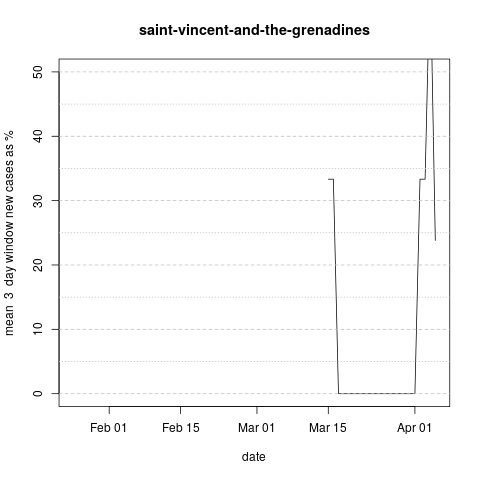 saint-vincent-and-the-grenadines
mean  3  day window new cases as %
50
40
30
20
10
0
Feb 01
Feb 15
Mar 01
Mar 15
Apr 01
date